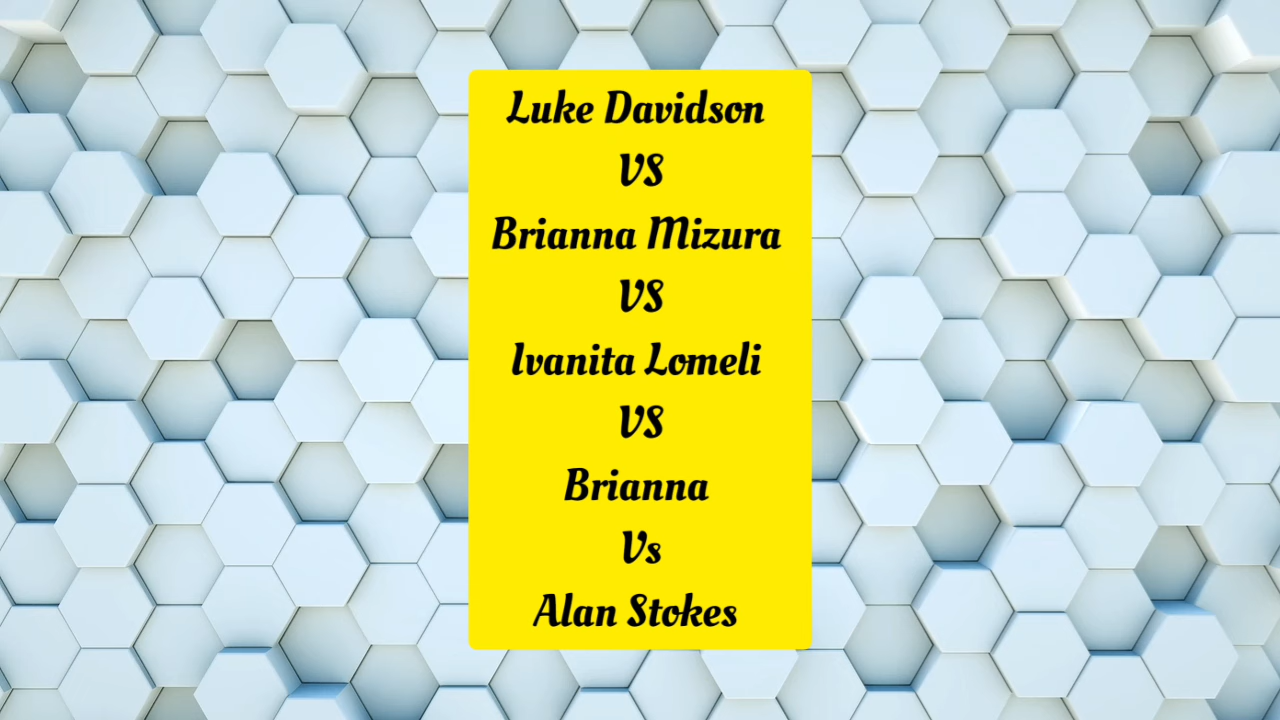 Luke Davidson
VS
Brianna Mizura
VS
Ivanita Lomeli
VS
Brianna
Vs
Alan Stokes